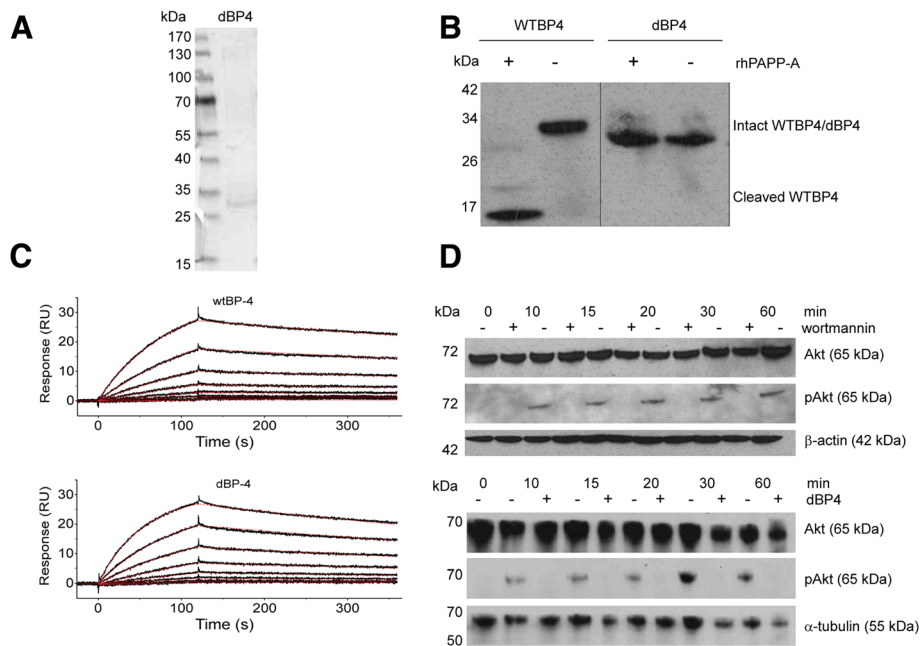 A
kDa dBP4
170
130
100
70
55
40
35
25
15
B
WTBP4 dBP4
kDa + - + - rhPAPP-A
42
34
26
17
Intact WTBP4/dBP4
Cleaved WTBP4
C
wtBP-4
Response (RU)
30
20
10
0
0 100 200 300
Time (s)
dBP-4
Response (RU)
30
20
10
0
0 100 200 300
Time (s)
D
kDa 0 10 15 20 30 60 min
- + - + - + - + - + - wortmannin
72 Akt (65 kDa)
72 pAkt (65 kDa)
42 β-actin (42 kDa)
kDa 0 10 15 20 30 60 min
- - + - + - + - + - + dBP4
70 Akt (65 kDa)
70 pAkt (65 kDa)
70
50
α-tubulin (55 kDa)